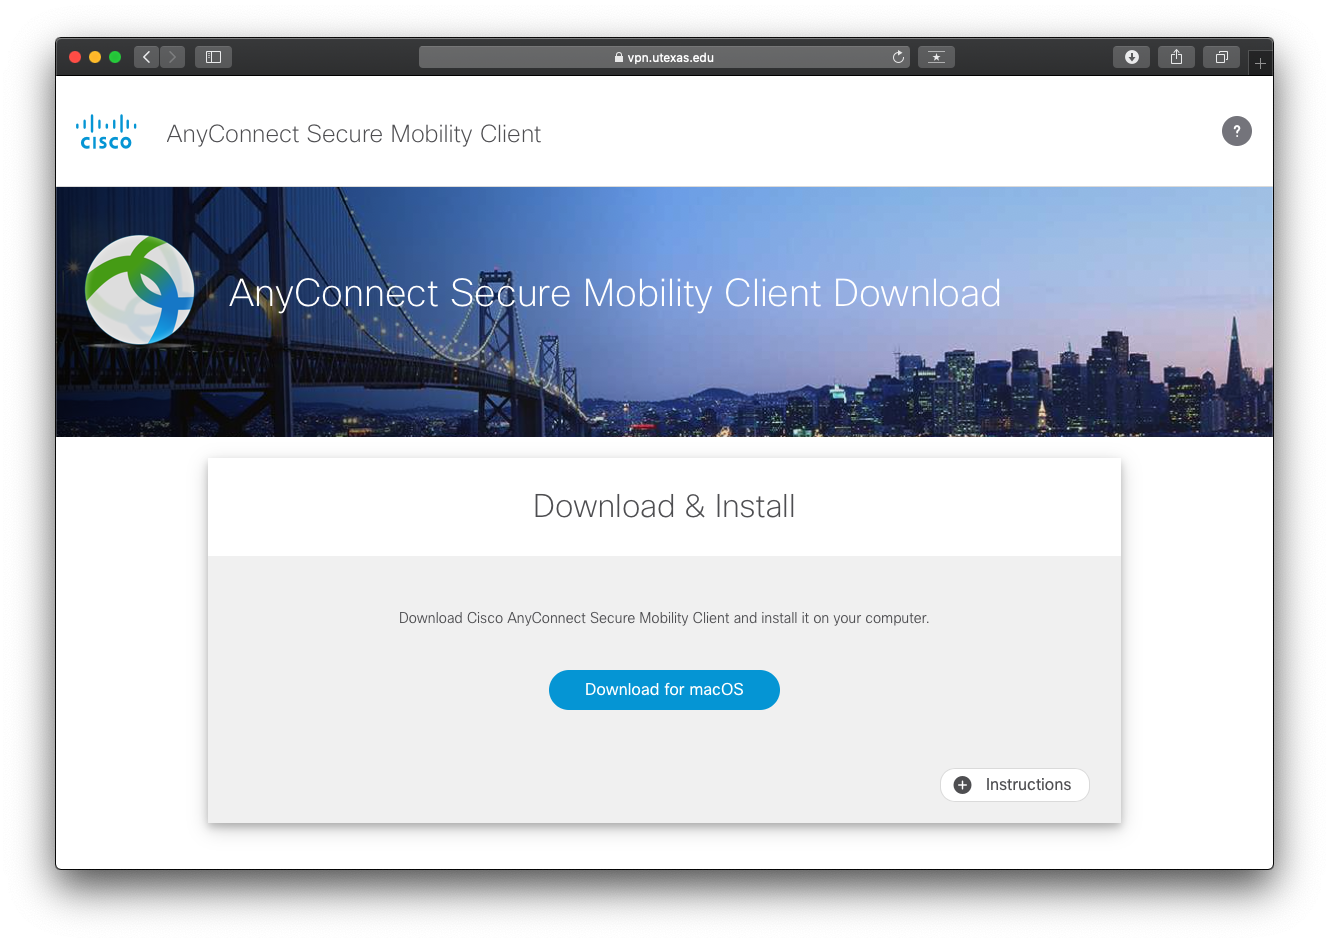 vpn.utexas.edu
CISCO
AnyConnect Secure Mobility Client
?
AnyConnect Secure Mobility Client Download
Download & Install
Download Cisco AnyConnect Secure Mobility Client and install it on your computer.
Download for macOS
Instructions